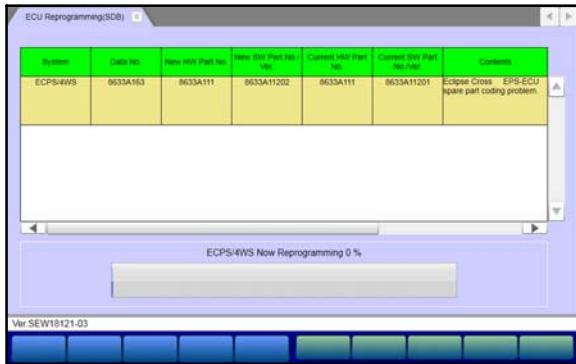 ECU Reprogramming(SDB)
System Data No. New HW Part No. New SW Part No./ Current HW Part Current SW Part Contents
Ver. No. No./Ver.
ECPS/4WS 8633A163 8633A111 8633A11202 8633A111 8633A11201 Eclipse Cross EPS-ECU
spare part coding problem.
ECPS/4WS Now Reprogramming 0 %
Ver.SEW18121-03